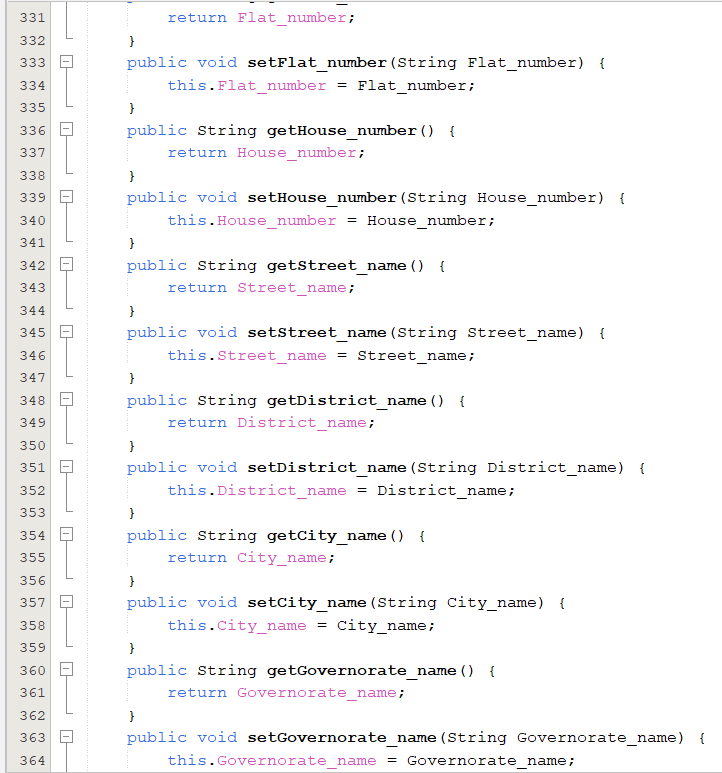 331 return Flat_number;
332 }
333 public void setFlat_number(String Flat_number) {
334 this.Flat_number = Flat_number;
335 }
336 public String getHouse_number() {
337 return House_number;
338 }
339 public void setHouse_number(String House_number) {
340 this.House_number = House_number;
341 }
342 public String getStreet_name() {
343 return Street_name;
344 }
345 public void setStreet_name(String Street_name) {
346 this.Street_name = Street_name;
347 }
348 public String getDistrict_name() {
349 return District_name;
350 }
351 public void setDistrict_name(String District_name) {
352 this.District_name = District_name;
353 }
354 public String getCity_name() {
355 return City_name;
356 }
357 public void setCity_name(String City_name) {
358 this.City_name = City_name;
359 }
360 public String getGovernorate_name() {
361 return Governorate_name;
362 }
363 public void setGovernorate_name(String Governorate_name) {
364 this.Governorate_name = Governorate_name;